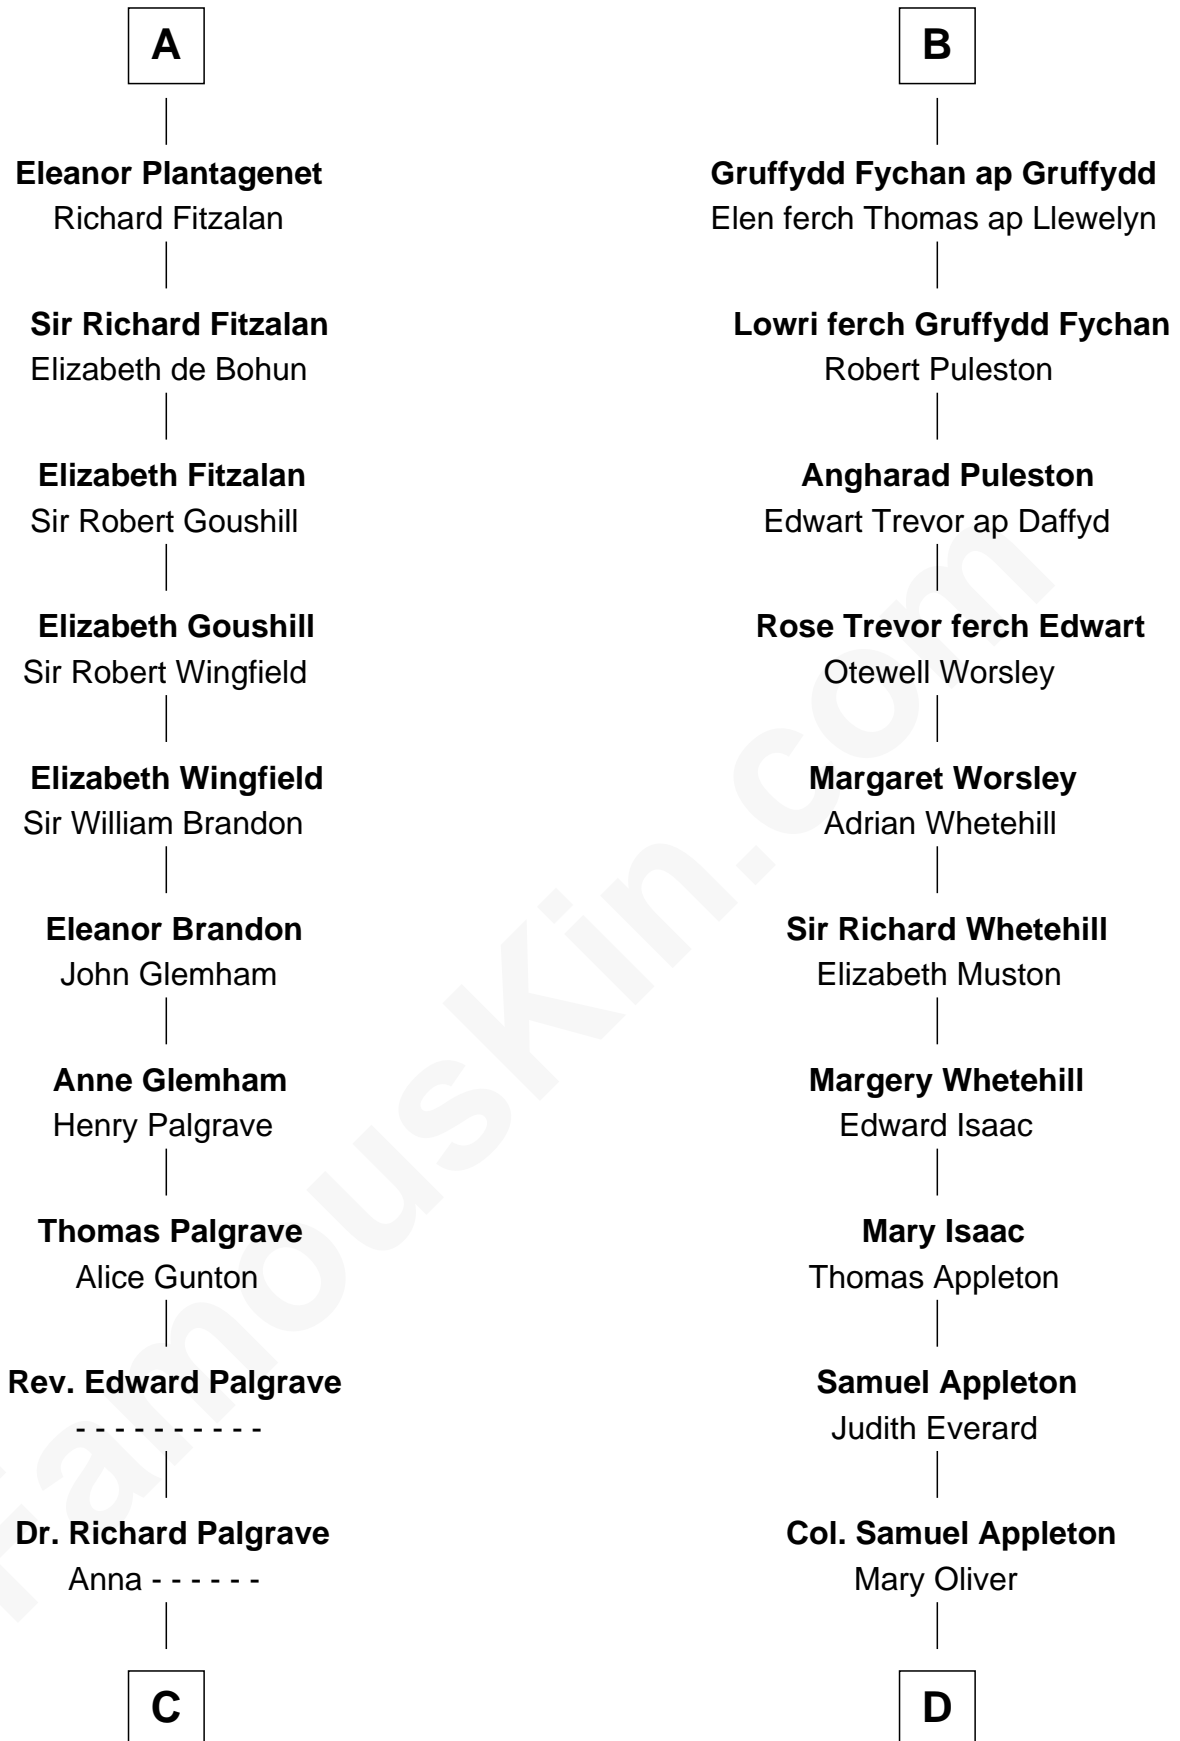 A
Eleanor Plantagenet
Richard Fitzalan
Sir Richard Fitzalan
Elizabeth de Bohun
Elizabeth Fitzalan
Sir Robert Goushill
Elizabeth Goushill
Sir Robert Wingfield
Elizabeth Wingfield
Sir William Brandon
Eleanor Brandon
John Glemham
Anne Glemham
Henry Palgrave
Thomas Palgrave
Alice Gunton
Rev. Edward Palgrave
- - - - - - - - - -
Dr. Richard Palgrave
Anna - - - - - -
C
B
Gruffydd Fychan ap Gruffydd
Elen ferch Thomas ap Llewelyn
Lowri ferch Gruffydd Fychan
Robert Puleston
Angharad Puleston
Edwart Trevor ap Daffyd
Rose Trevor ferch Edwart
Otewell Worsley
Margaret Worsley
Adrian Whetehill
Sir Richard Whetehill
Elizabeth Muston
Margery Whetehill
Edward Isaac
Mary Isaac
Thomas Appleton
Samuel Appleton
Judith Everard
Col. Samuel Appleton
Mary Oliver
D
FamousKin.com